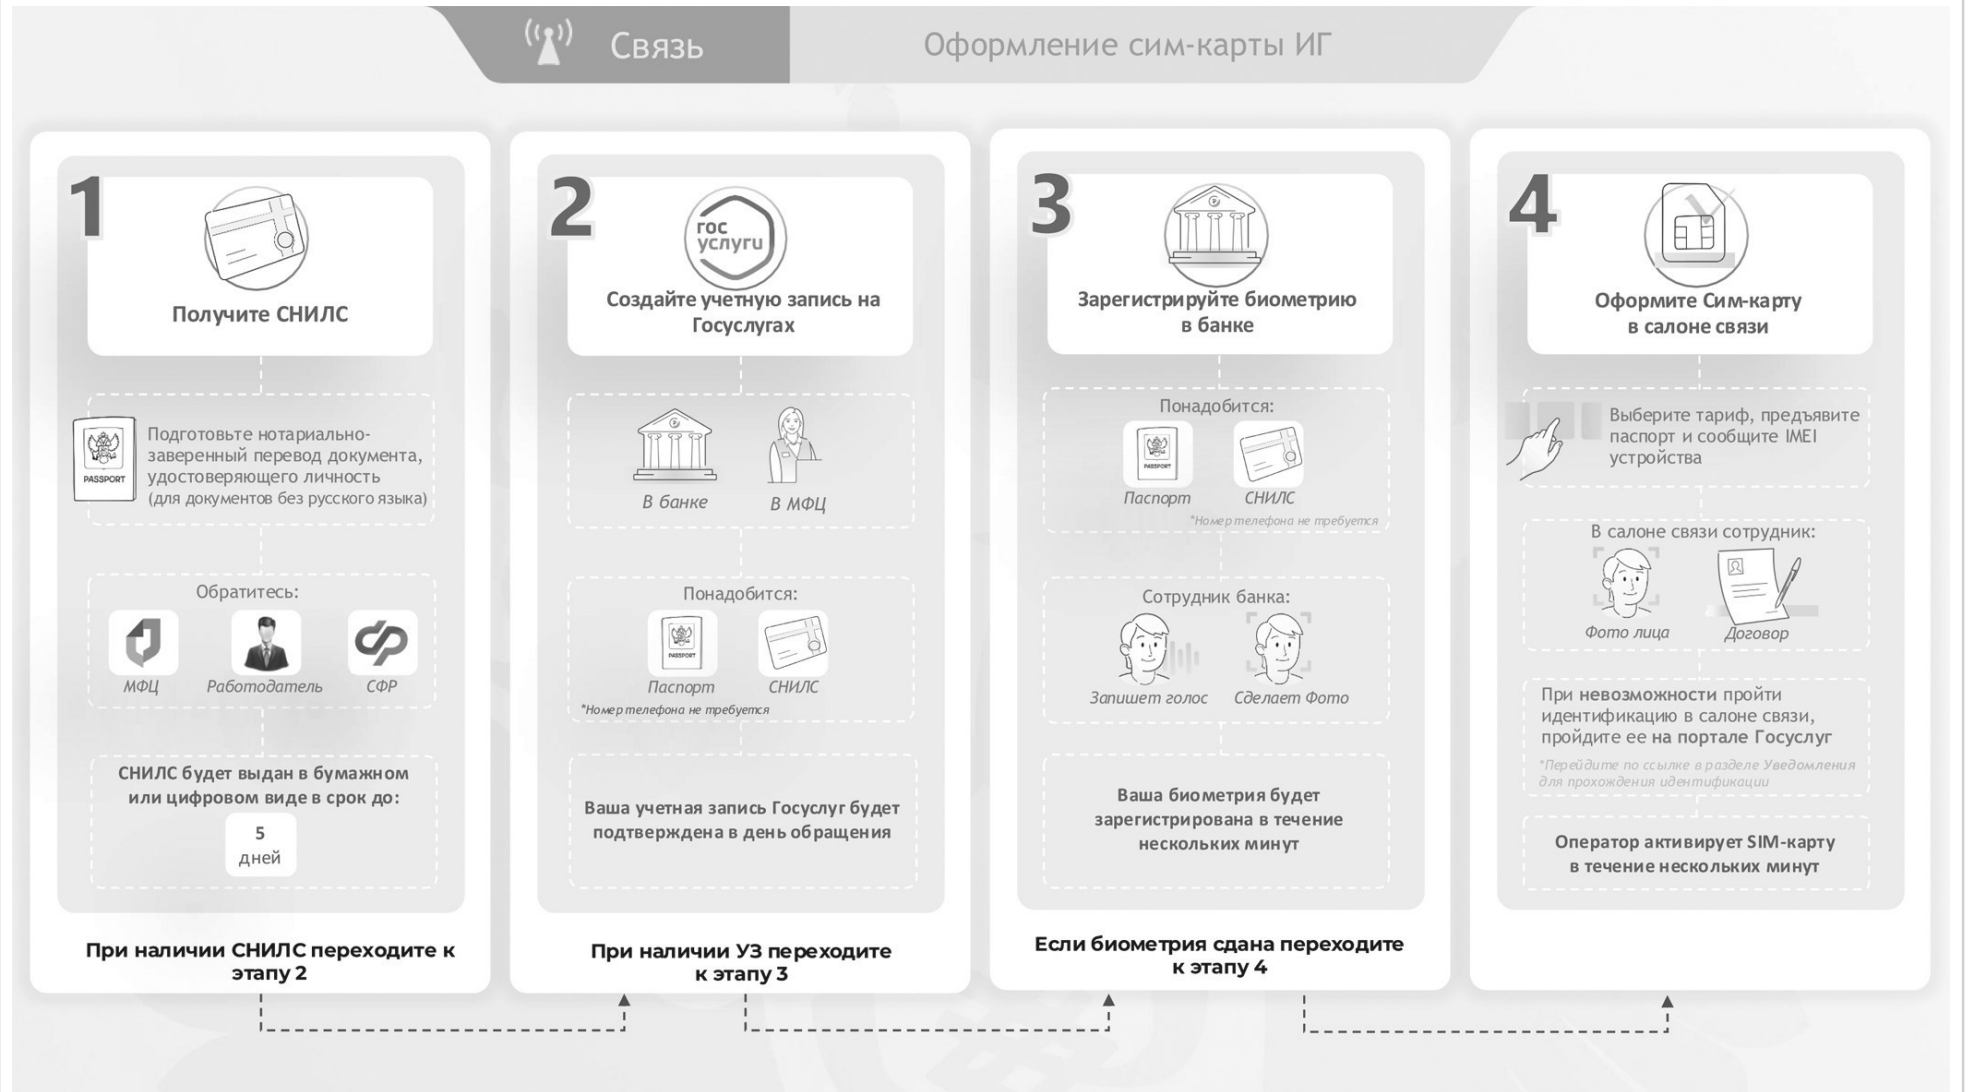 Связь
Оформление сим-карты ИГ
1
Получите СНИЛС
PASSPORT
Подготовьте нотариально-
заверенный перевод документа,
удостоверяющего личность
(для документов без русского языка)
Обратитесь:
МФЦ
Работодатель
СФР
СНИЛС будет выдан в бумажном
или цифровом виде в срок до:
5
дней
При наличии СНИЛС переходите к
этапу 2
2
гос
услуги
Создайте учетную запись на
Госуслугах
В банке
В МФЦ
Понадобится:
PASSPORT
Паспорт
СНИЛС
*Номер телефона не требуется
Ваша учетная запись Госуслуг будет
подтверждена в день обращения
При наличии УЗ переходите
к этапу 3
3
Зарегистрируйте биометрию
в банке
Понадобится:
PASSPORT
Паспорт
СНИЛС
*Номер телефона не требуется
Сотрудник банка:
Запишет голос
Сделает Фото
Ваша биометрия будет
зарегистрирована в течение
нескольких минут
Если биометрия сдана переходите
к этапу 4
4
Оформите Сим-карту
в салоне связи
Выберите тариф, предъявите
паспорт и сообщите IMEI
устройства
В салоне связи сотрудник:
Фото лица
Договор
При невозможности пройти
идентификацию в салоне связи,
пройдите ее на портале Госуслуг
*Перейдите по ссылке в разделе Уведомления
для прохождения идентификации
Оператор активирует SIM-карту
в течение нескольких минут